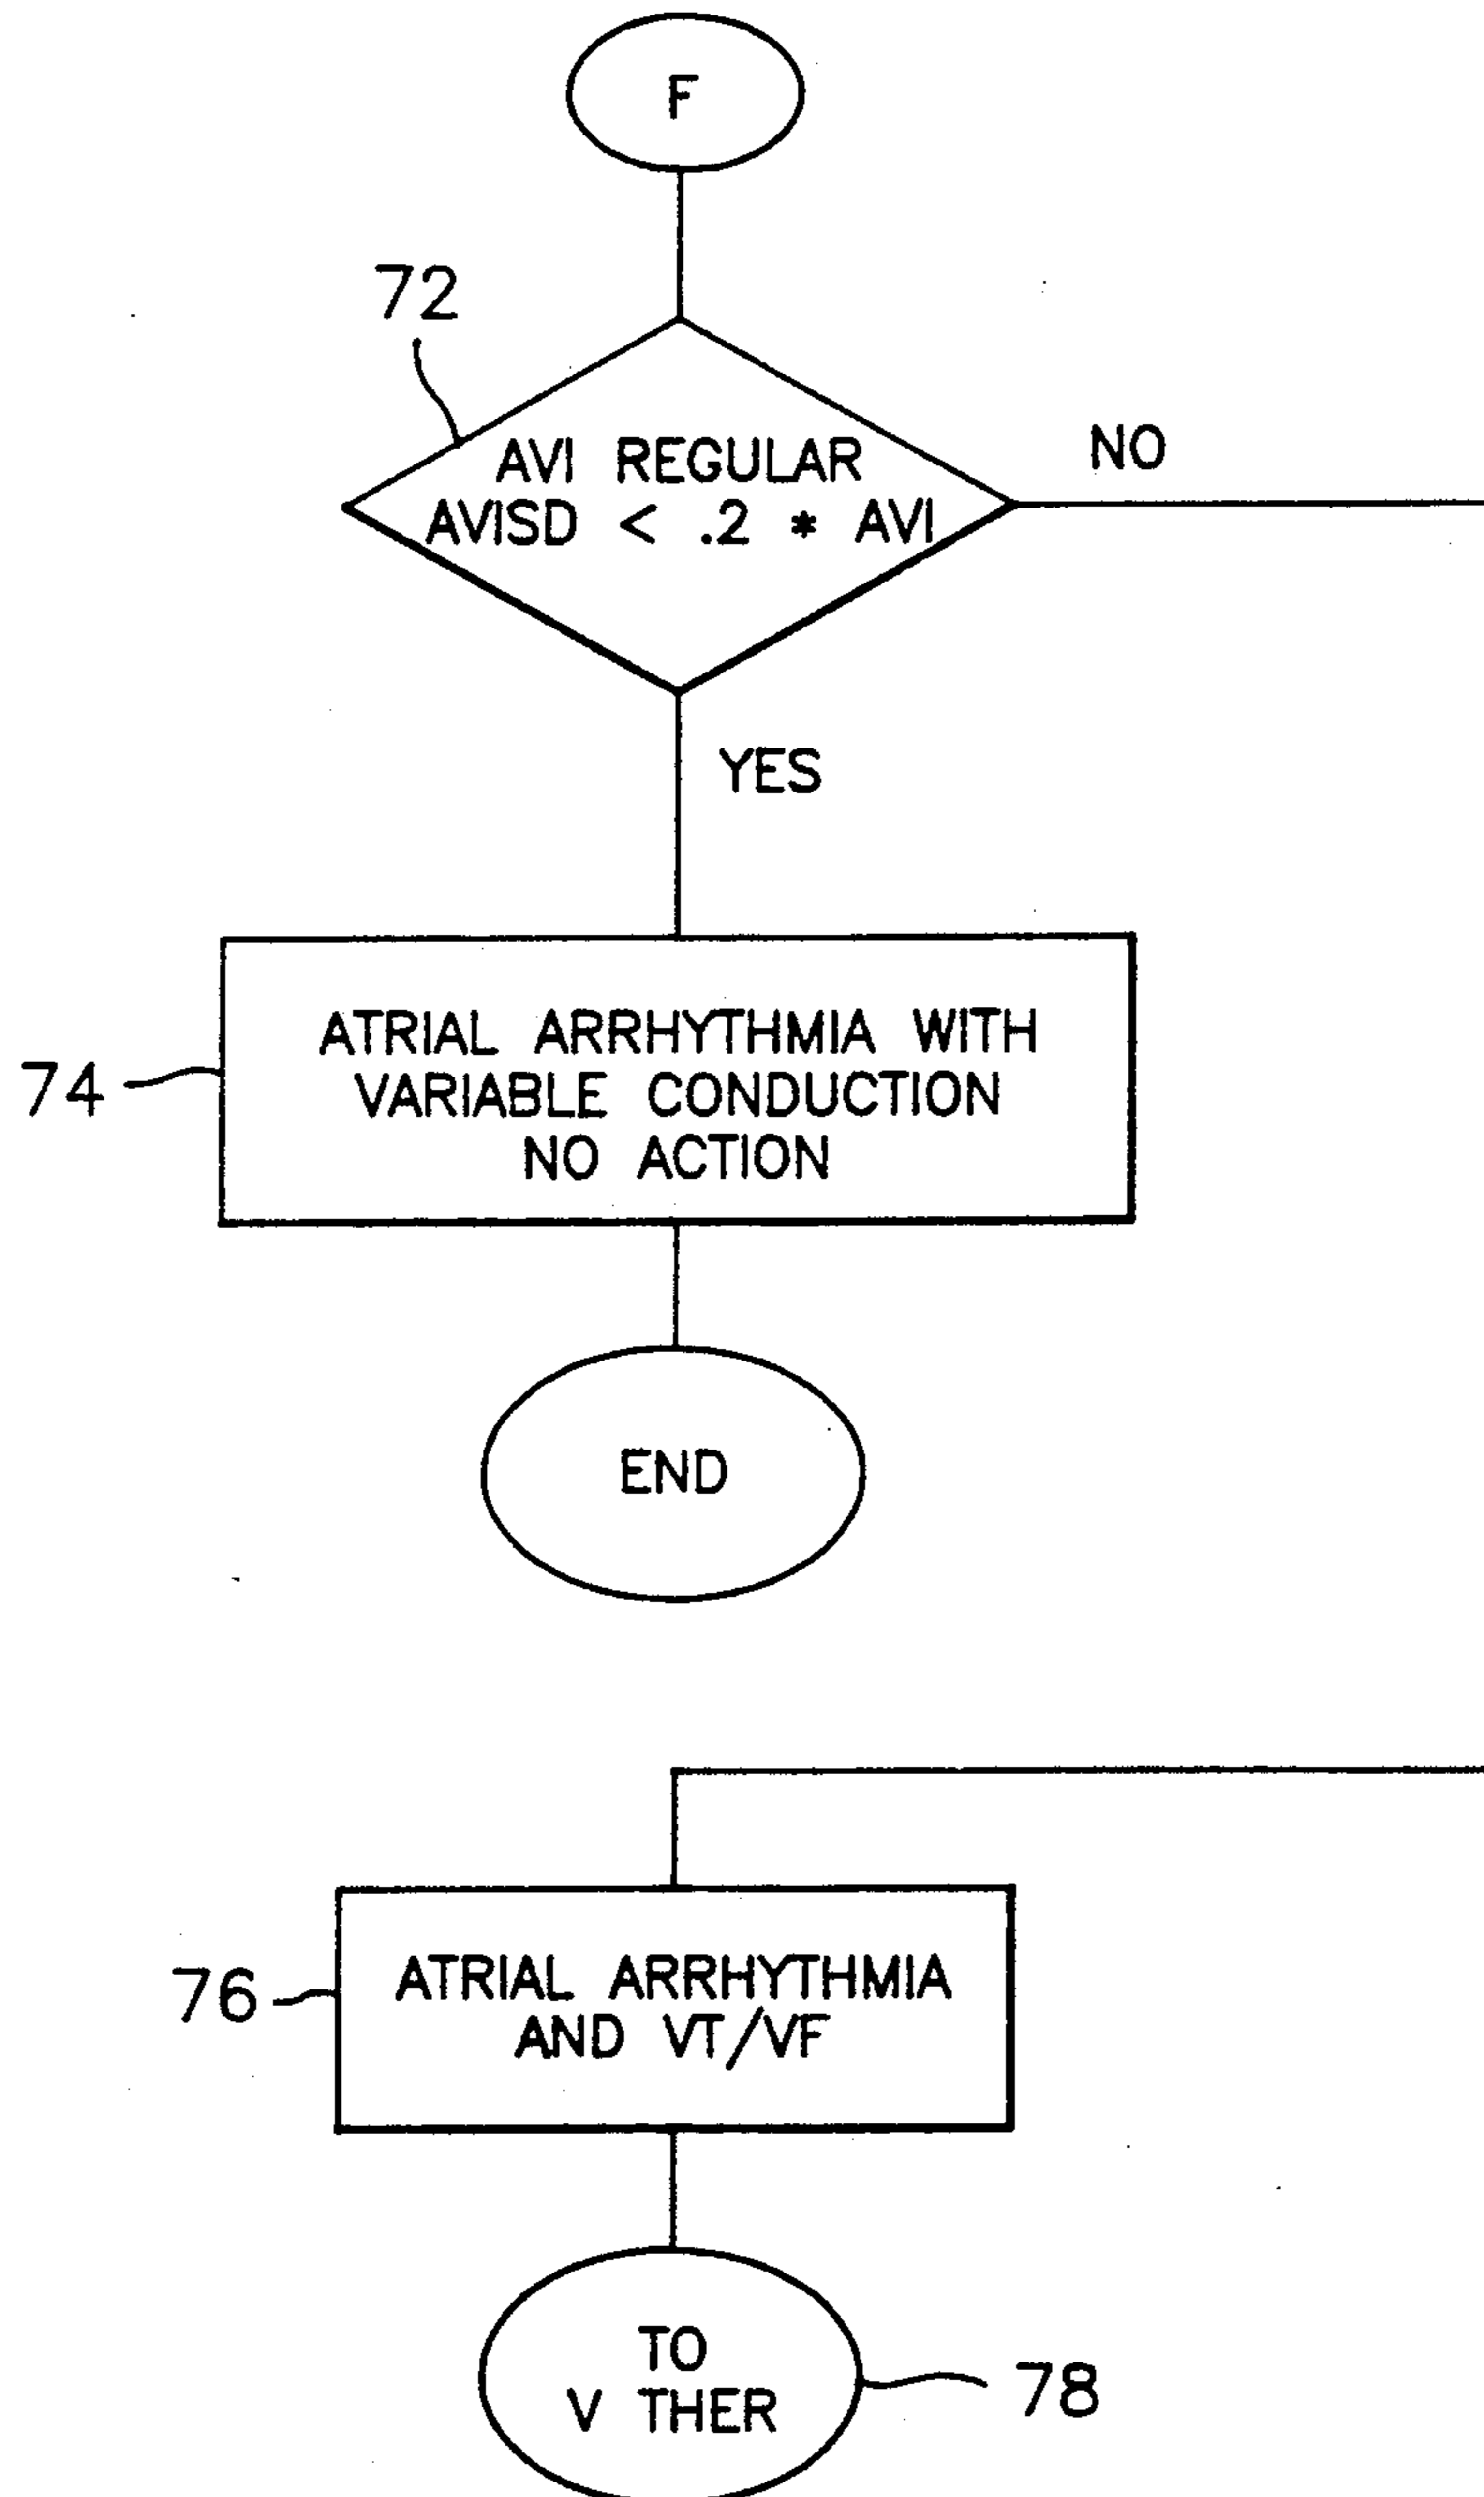 F
72
AVI REGULAR
AVISD < .2 * AVI
NO
YES
74
ATRIAL ARRHYTHMIA WITH
VARIABLE CONDUCTION
NO ACTION
END
76
ATRIAL ARRHYTHMIA
AND VT/VF
TO
V THER
78